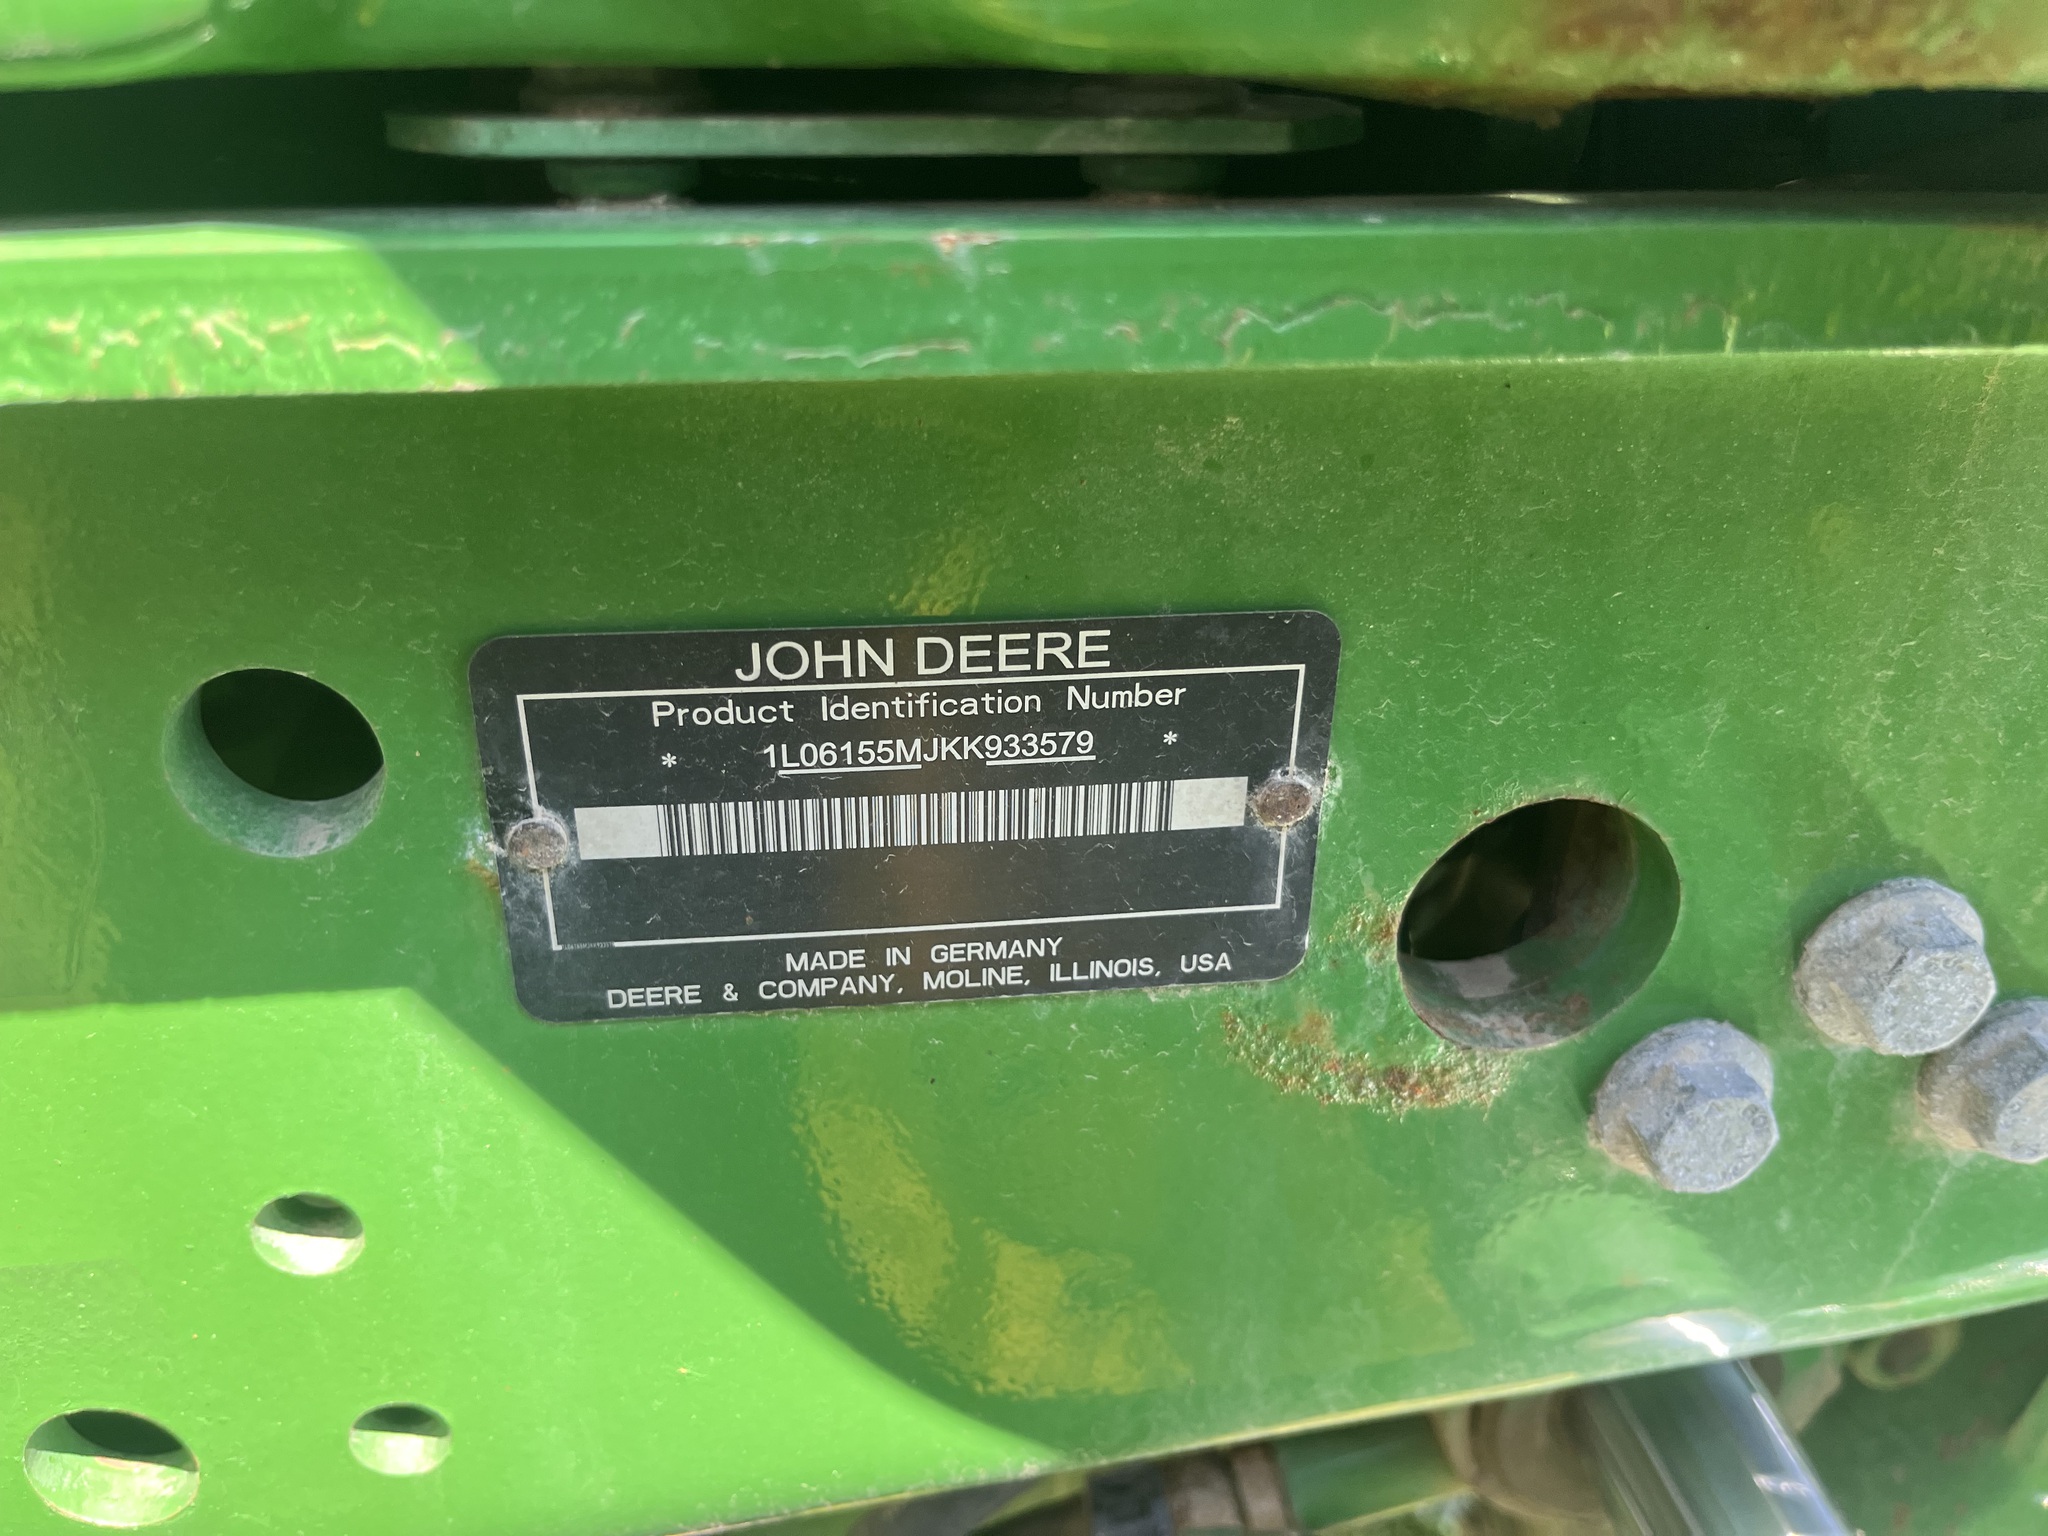 JOHN DEERE
Product Identification Number
* 1L06155MJKK933579 *
MADE IN GERMANY
DEERE & COMPANY, MOLINE, ILLINOIS, USA